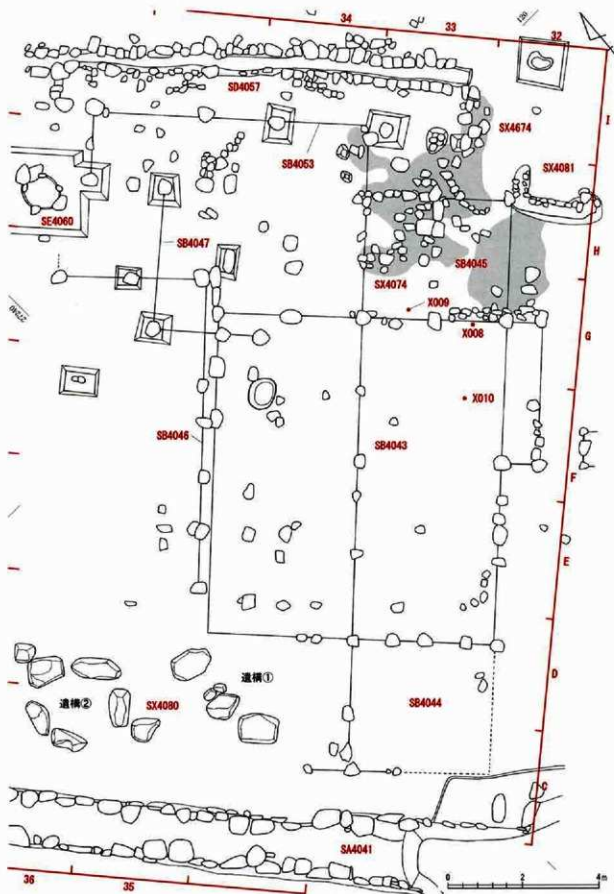 34
33
32
SD4057
I
SX4674
SB4053
SX4081
SE4060
SB4047
H
SB4045
SX4074
X009
X008
G
27240
X010
SB4046
SB4043
F
E
遺構①
D
遺構②
SX4080
SB4044
C
SA4041
36
35
0
2
4m